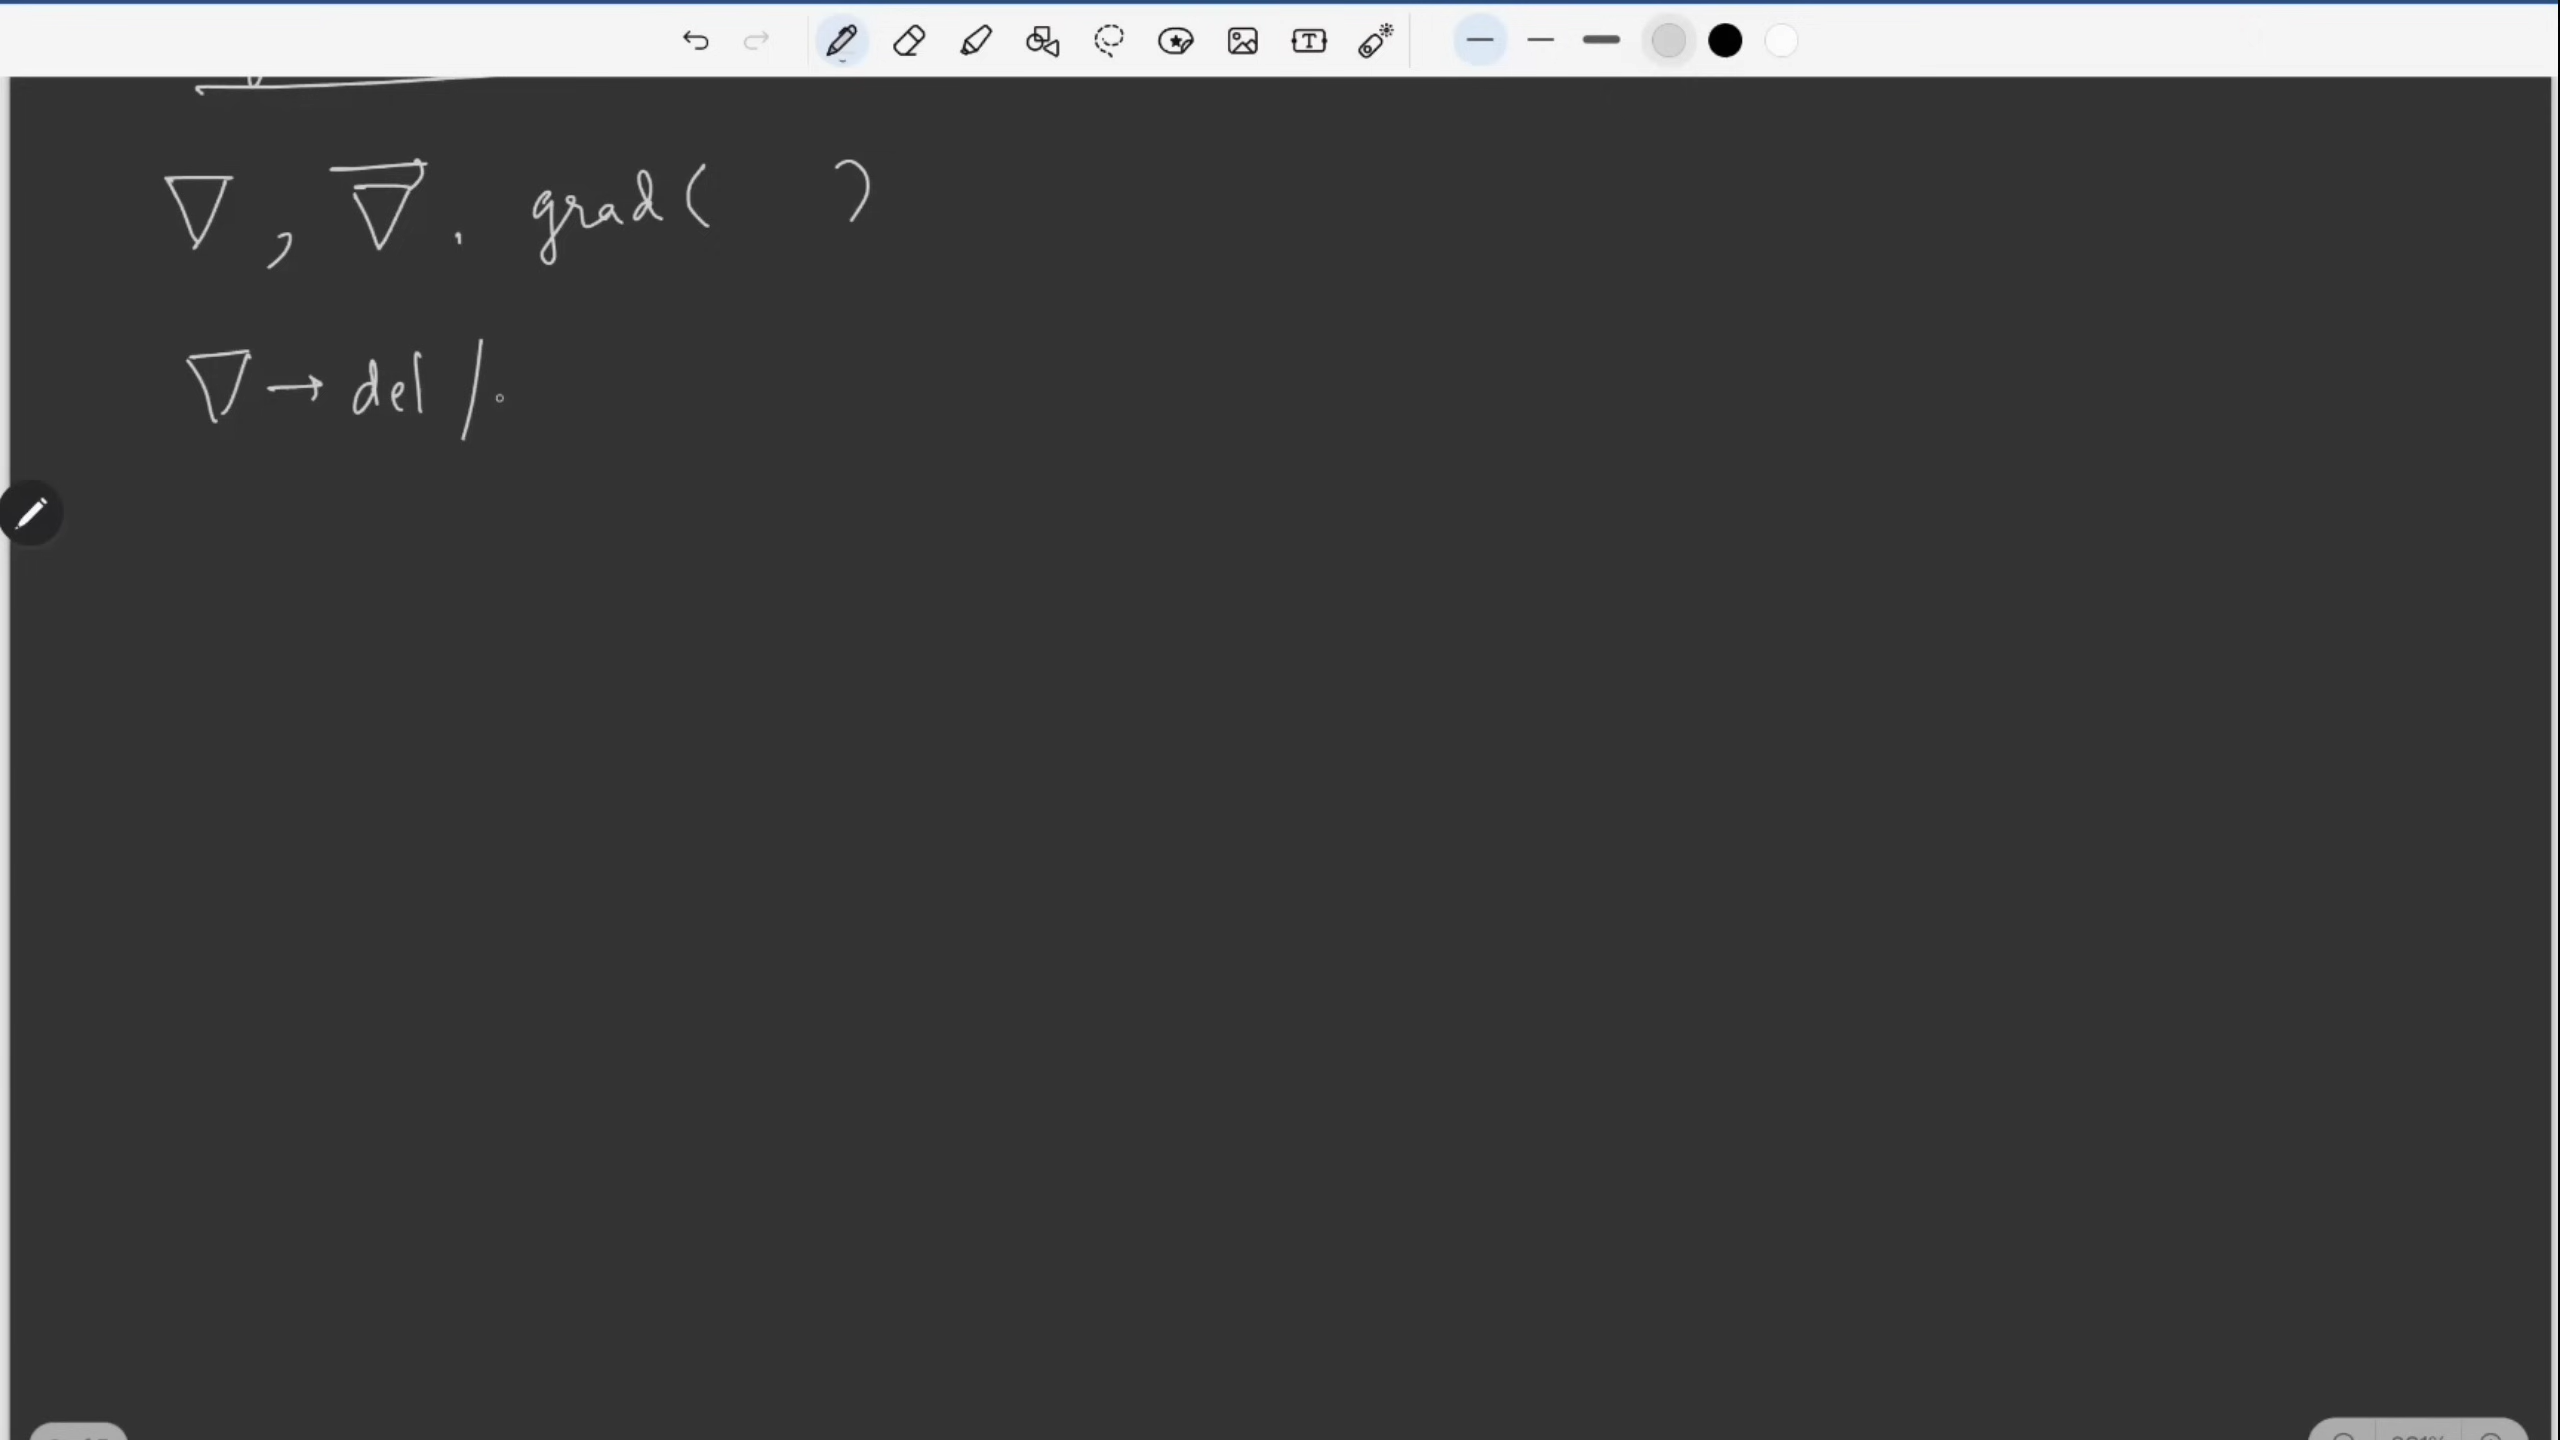 ∇, ∇⃗. grad( )
∇ → del /